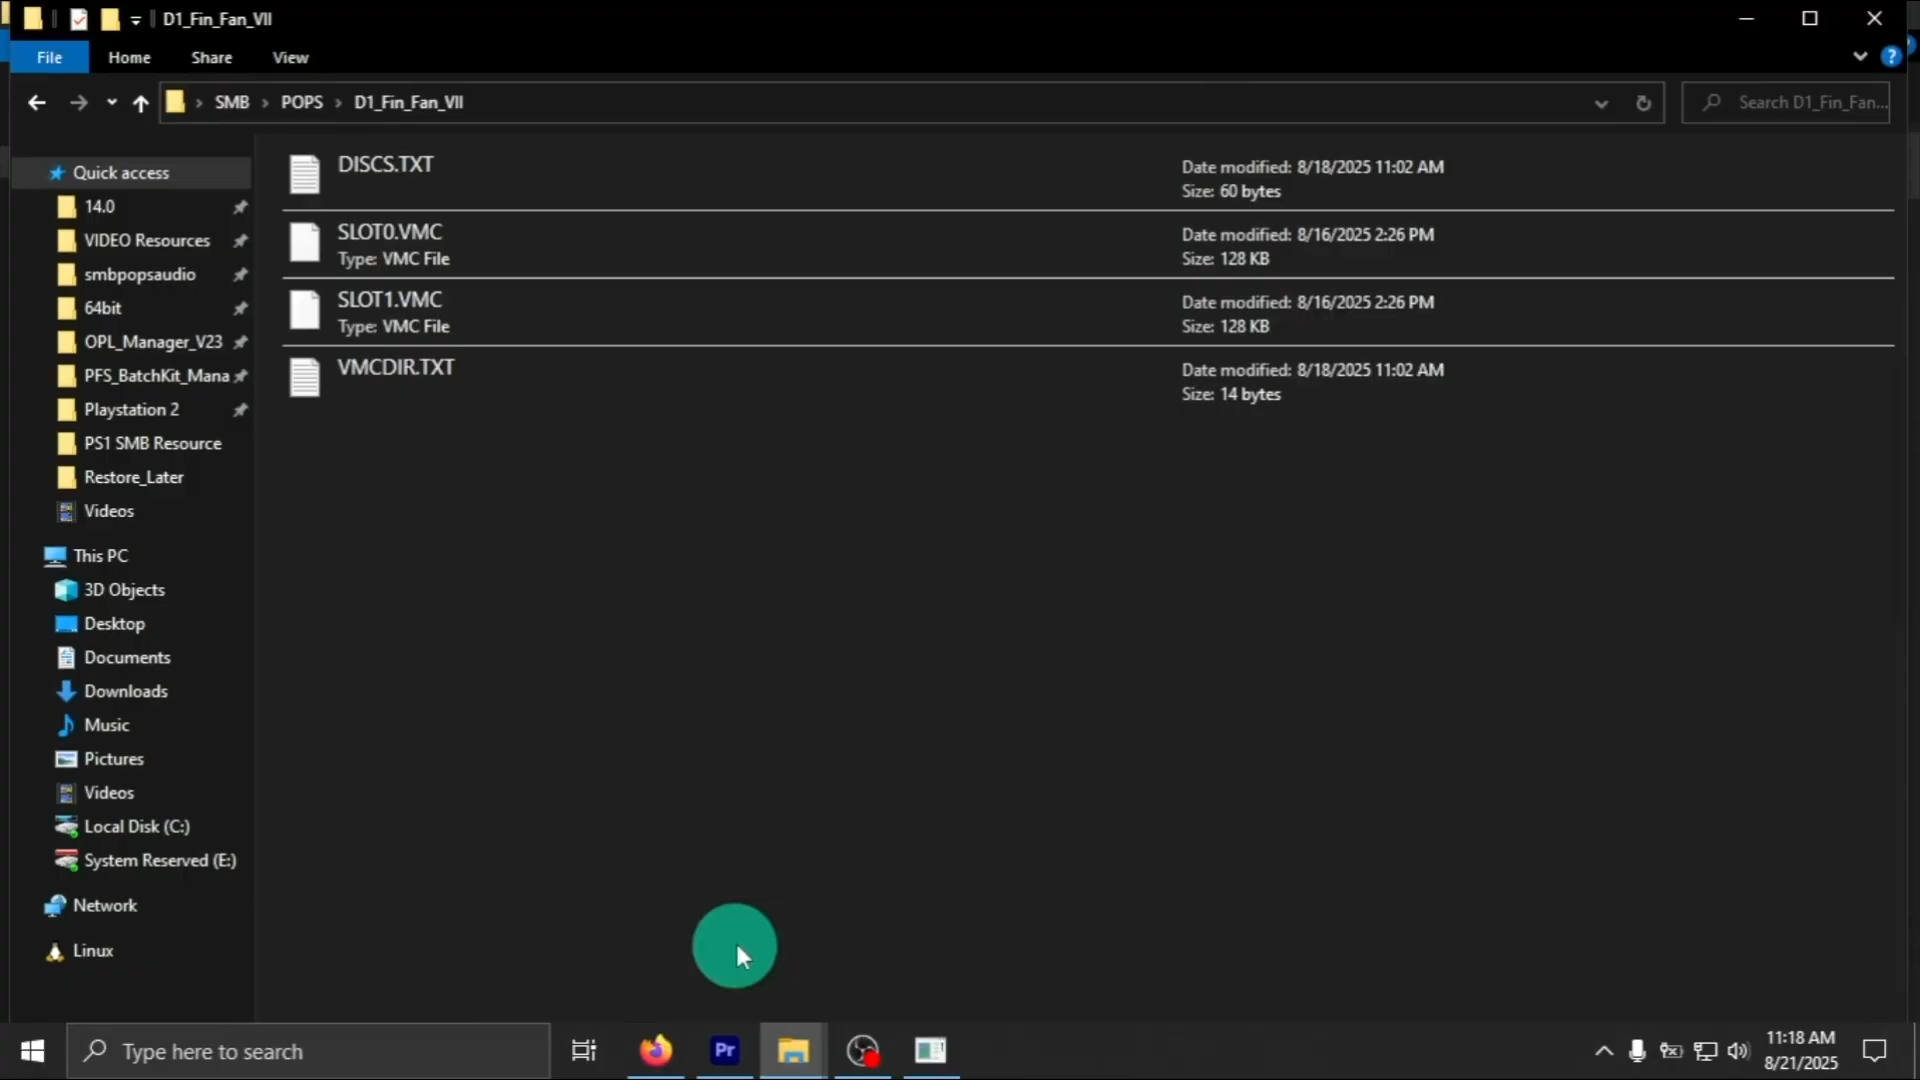 D1_Fin_Fan_VII
File Home Share View
SMB POPS D1_Fin_Fan_VII
Search D1_Fin_Fan...
Quick access
14.0
VIDEO Resources
smbpopsaudio
64bit
OPL_Manager_V23
PFS_BatchKit_Mana
Playstation 2
PS1 SMB Resource
Restore_Later
Videos
This PC
3D Objects
Desktop
Documents
Downloads
Music
Pictures
Videos
Local Disk (C:)
System Reserved (E:)
Network
Linux
DISCS.TXT
Date modified: 8/18/2025 11:02 AM
Size: 60 bytes
SLOT0.VMC
Type: VMC File
Date modified: 8/16/2025 2:26 PM
Size: 128 KB
SLOT1.VMC
Type: VMC File
Date modified: 8/16/2025 2:26 PM
Size: 128 KB
VMCDIR.TXT
Date modified: 8/18/2025 11:02 AM
Size: 14 bytes
Type here to search
Pr
11:18 AM
8/21/2025